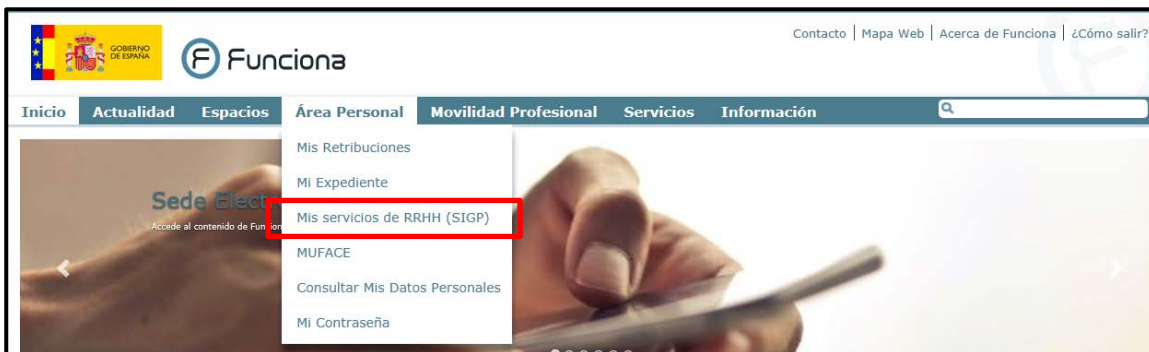 Contacto | Mapa Web | Acerca de Funciona | ¿Cómo salir?
GOBIERNO
DE ESPAÑA
F Funciona
Inicio Actualidad Espacios Área Personal Movilidad Profesional Servicios Información
Mis Retribuciones
Mi Expediente
Sede Elect
Mis servicios de RRHH (SIGP)
Accede al contenido de Funcion
MUFACE
Consultar Mis Datos Personales
Mi Contraseña